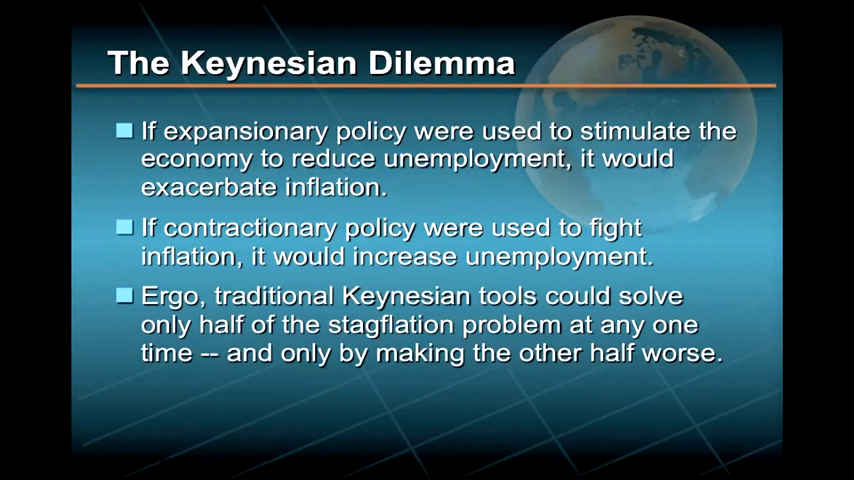 The Keynesian Dilemma
If expansionary policy were used to stimulate the
economy to reduce unemployment, it would
exacerbate inflation.
If contractionary policy were used to fight
inflation, it would increase unemployment.
Ergo, traditional Keynesian tools could solve
only half of the stagflation problem at any one
time -- and only by making the other half worse.